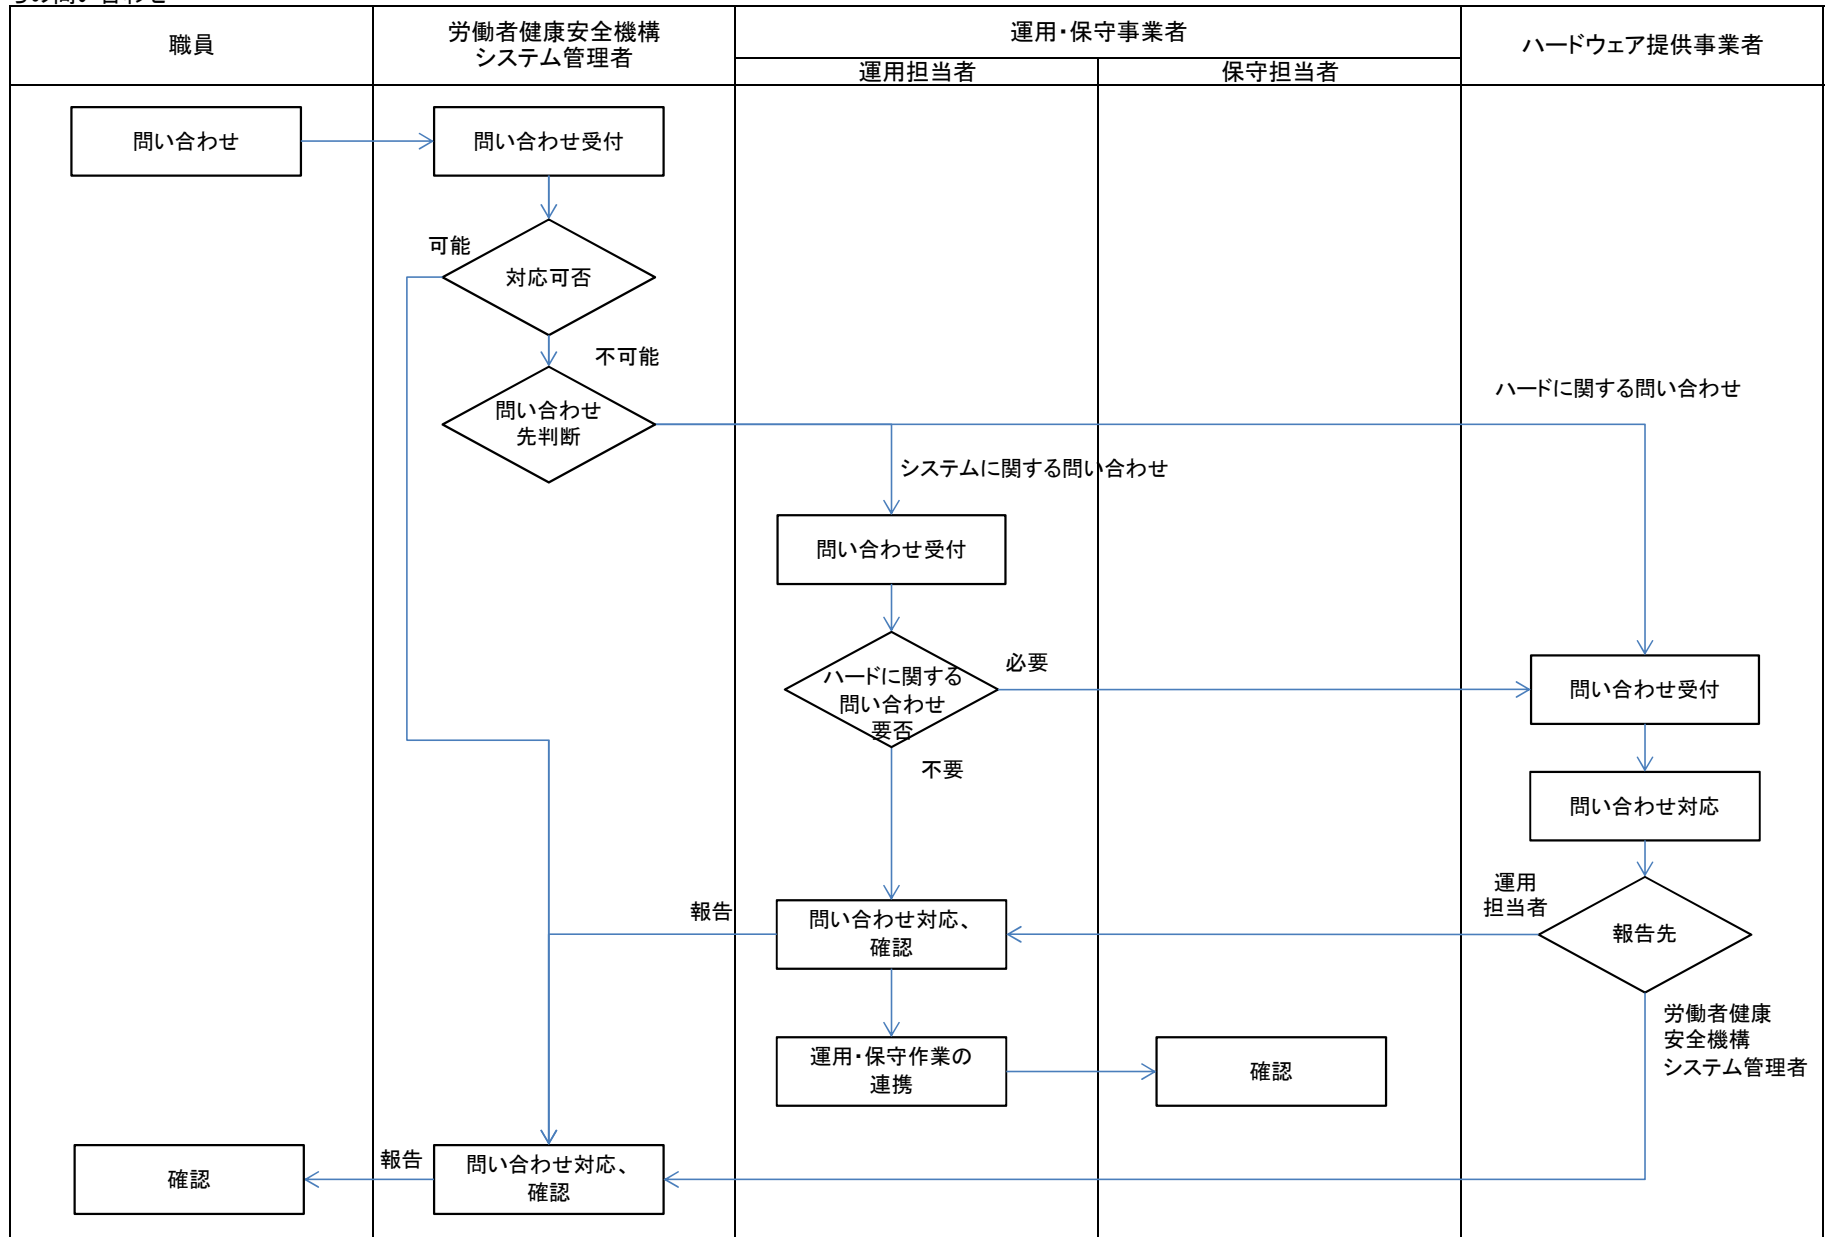 らの問い合わせ
職員
労働者健康安全機構
システム管理者
運用・保守事業者
運用担当者
保守担当者
ハードウェア提供事業者
問い合わせ
問い合わせ受付
可能
対応可否
不可能
問い合わせ
先判断
ハードに関する問い合わせ
システムに関する問い合わせ
問い合わせ受付
ハードに関する
問い合わせ
要否
必要
不要
問い合わせ受付
問い合わせ対応
運用
担当者
報告先
報告
問い合わせ対応、
確認
労働者健康
安全機構
システム管理者
運用・保守作業の
連携
確認
確認
報告
問い合わせ対応、
確認